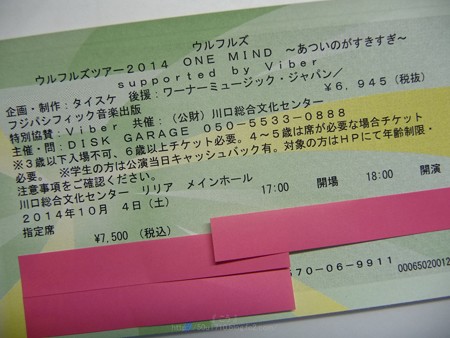 ウルフルズ
ウルフルズツアー2014 ONE MIND ～あついのがすきすぎ～
supported by Viber
企画・制作：タイスケ 後援：ワーナーミュージック・ジャパン／
フジパシフィック音楽出版 ￥6,945（税抜）
特別協賛：Viber 共催：（公財）川口総合文化センター
主催・問：DISK GARAGE 050-5533-0888
※3歳以下入場不可、6歳以上チケット必要。4～5歳は席が必要な場合チケット
必要。 ※学生の方は公演当日キャッシュバック有。対象の方はHPにて年齢制限・
注意事項をご確認ください。
川口総合文化センター リリア メインホール
2014年10月 4日（土） 17:00 開場 18:00 開演
指定席 ¥7,500（税込）
570-06-9911 00065020012